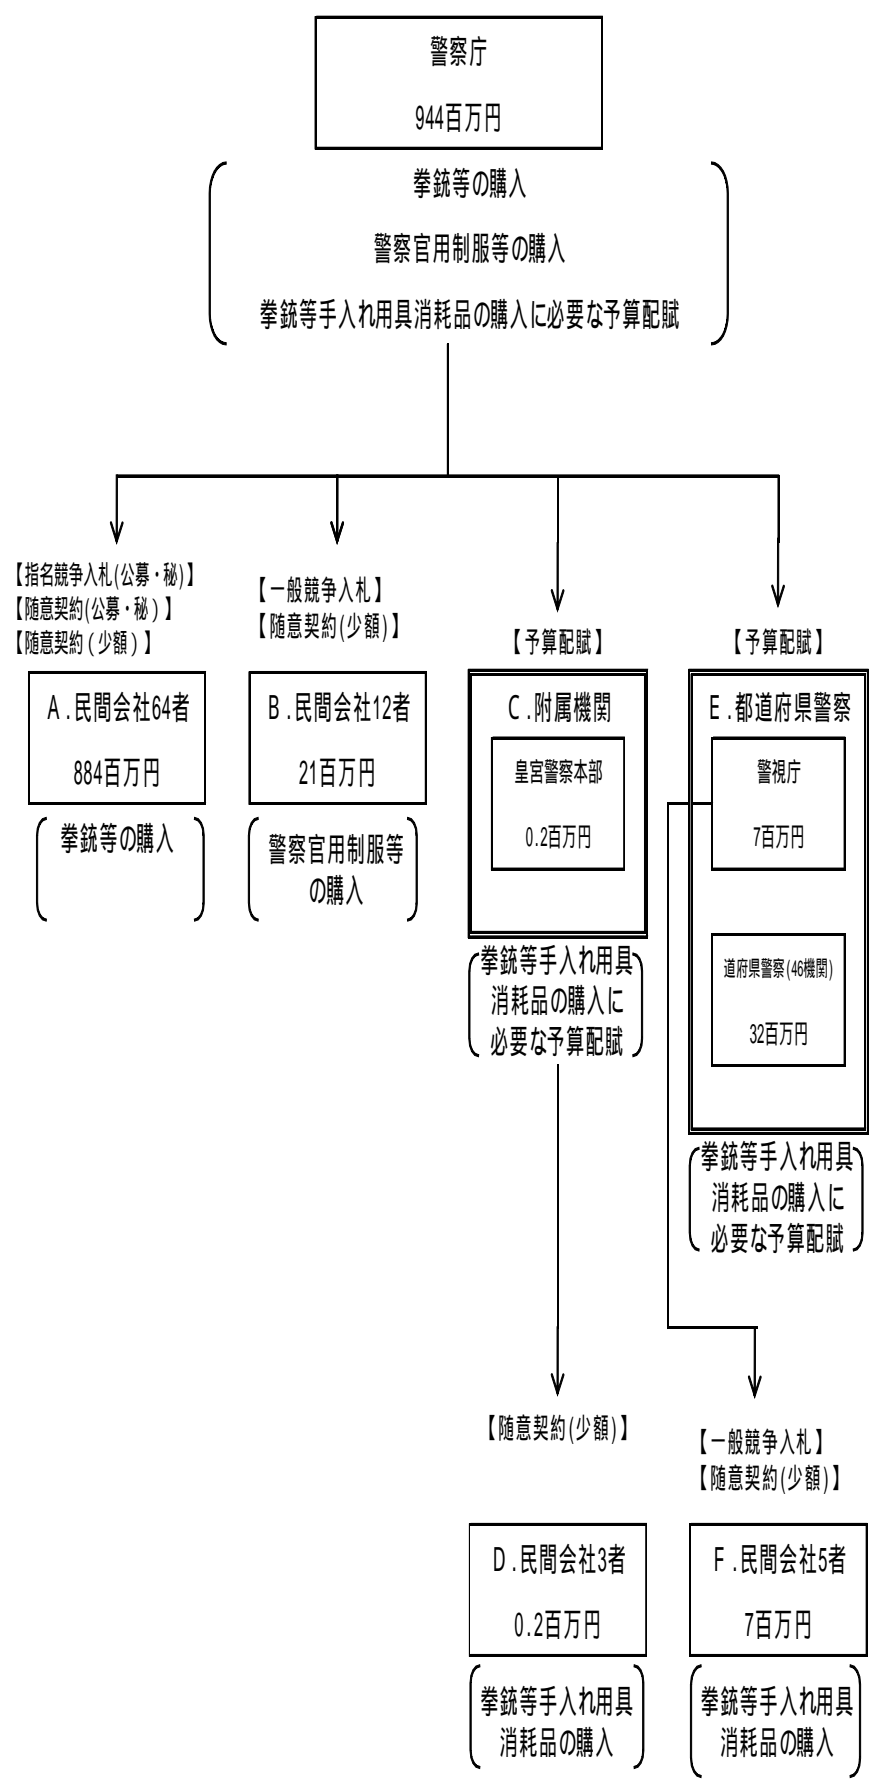 警察庁
944百万円
拳銃等の購入
警察官用制服等の購入
拳銃等手入れ用具消耗品の購入に必要な予算配賦
【指名競争入札(公募・秘)】
【随意契約(公募・秘)】
【随意契約(少額)】
A.民間会社64者
884百万円
拳銃等の購入
【一般競争入札】
【随意契約(少額)】
B.民間会社12者
21百万円
警察官用制服等
の購入
【予算配賦】
C.附属機関
皇宮警察本部
0.2百万円
拳銃等手入れ用具
消耗品の購入に
必要な予算配賦
【予算配賦】
E.都道府県警察
警視庁
7百万円
道府県警察(46機関)
32百万円
拳銃等手入れ用具
消耗品の購入に
必要な予算配賦
【随意契約(少額)】
D.民間会社3者
0.2百万円
拳銃等手入れ用具
消耗品の購入
【一般競争入札】
【随意契約(少額)】
F.民間会社5者
7百万円
拳銃等手入れ用具
消耗品の購入